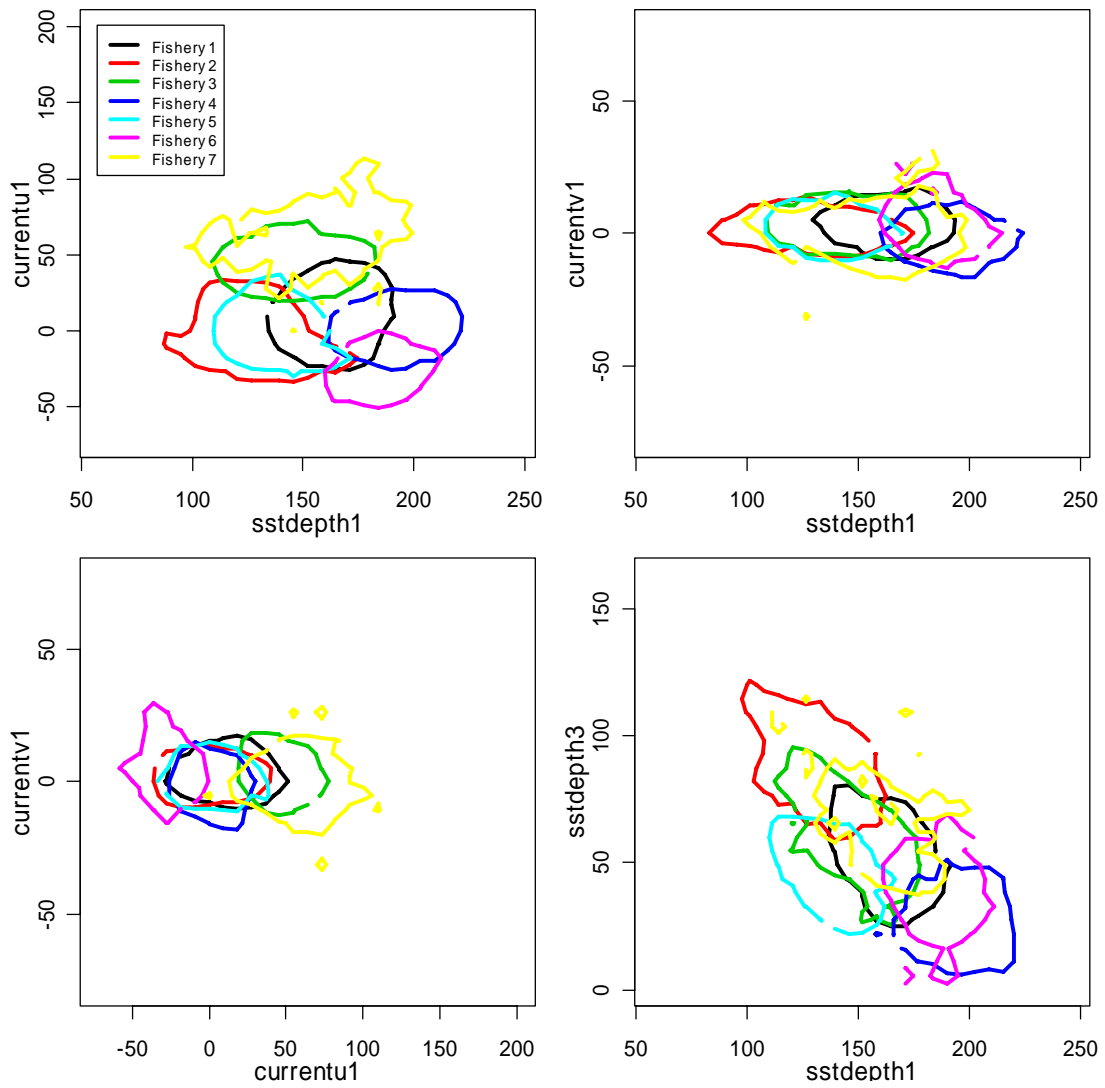 200
150
100
50
0
-50
currentu1
Fishery 1
Fishery 2
Fishery 3
Fishery 4
Fishery 5
Fishery 6
Fishery 7
50 100 150 200 250
sstdepth1
50
0
-50
currentv1
50 100 150 200 250
sstdepth1
50
0
-50
currentv1
-50 0 50 100 150 200
currentu1
150
100
50
0
sstdepth3
50 100 150 200 250
sstdepth1